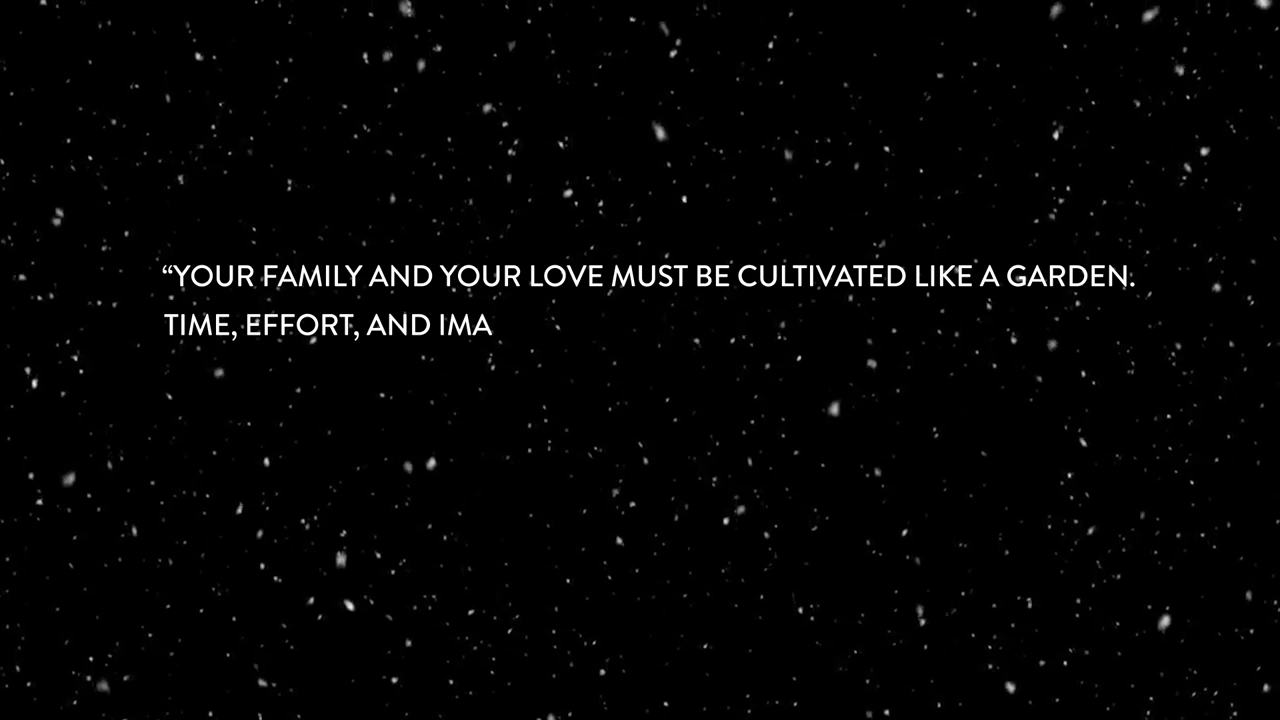 “YOUR FAMILY AND YOUR LOVE MUST BE CULTIVATED LIKE A GARDEN.
TIME, EFFORT, AND IMA